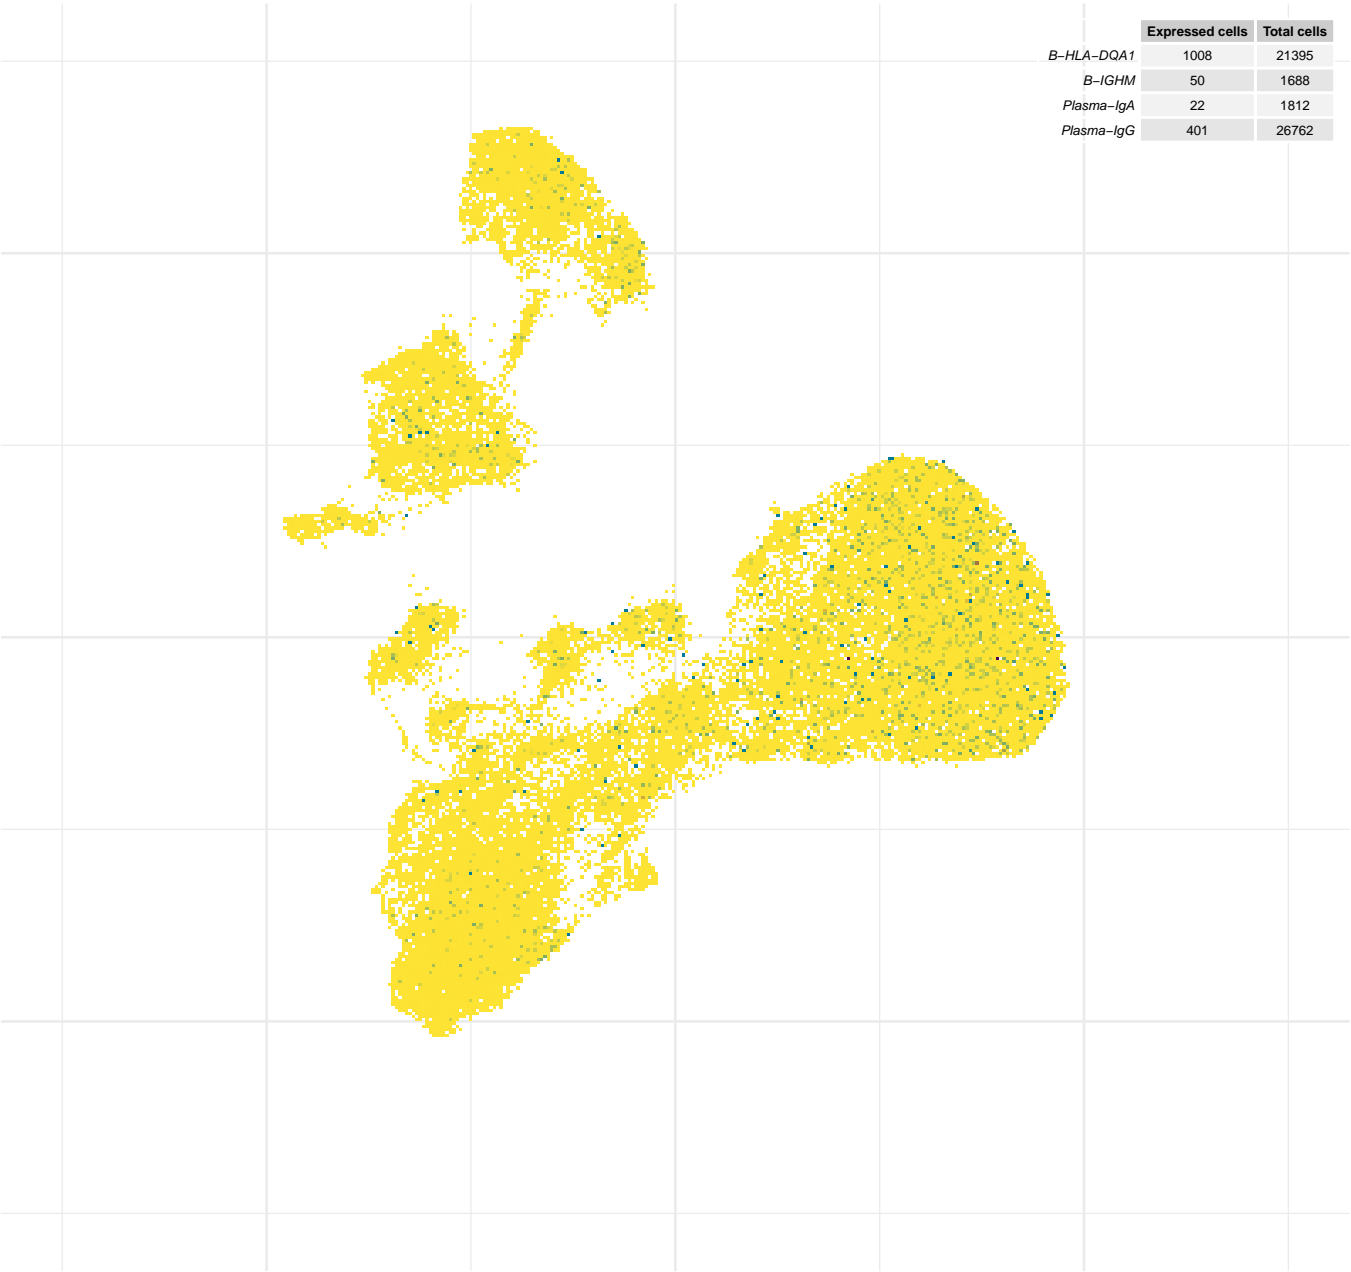 Expressed cells Total cells
B−HLA−DQA1 1008 21395
B−IGHM 50 1688
Plasma−IgA 22 1812
Plasma−IgG 401 26762